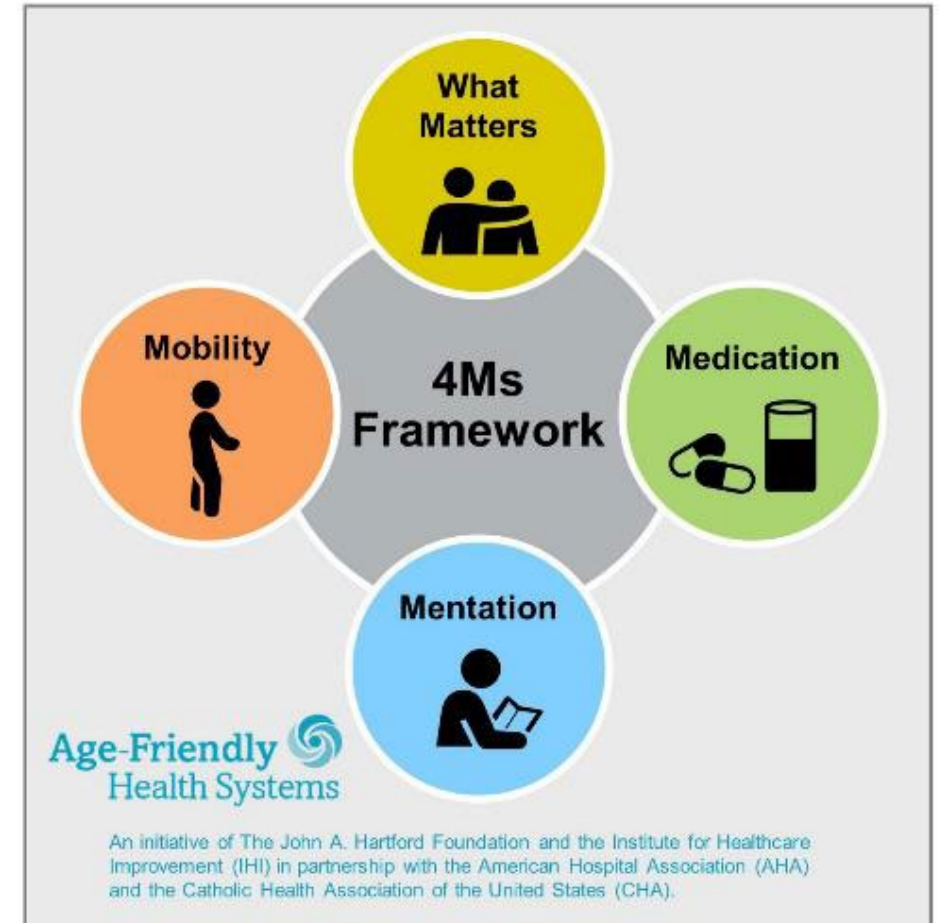 What
Matters
Mobility
4Ms
Framework
Medication
Mentation
Age-Friendly
Health Systems
An initiative of The John A. Hartford Foundation and the Institute for Healthcare
Improvement (IHI) in partnership with the American Hospital Association (AHA)
and the Catholic Health Association of the United States (CHA).